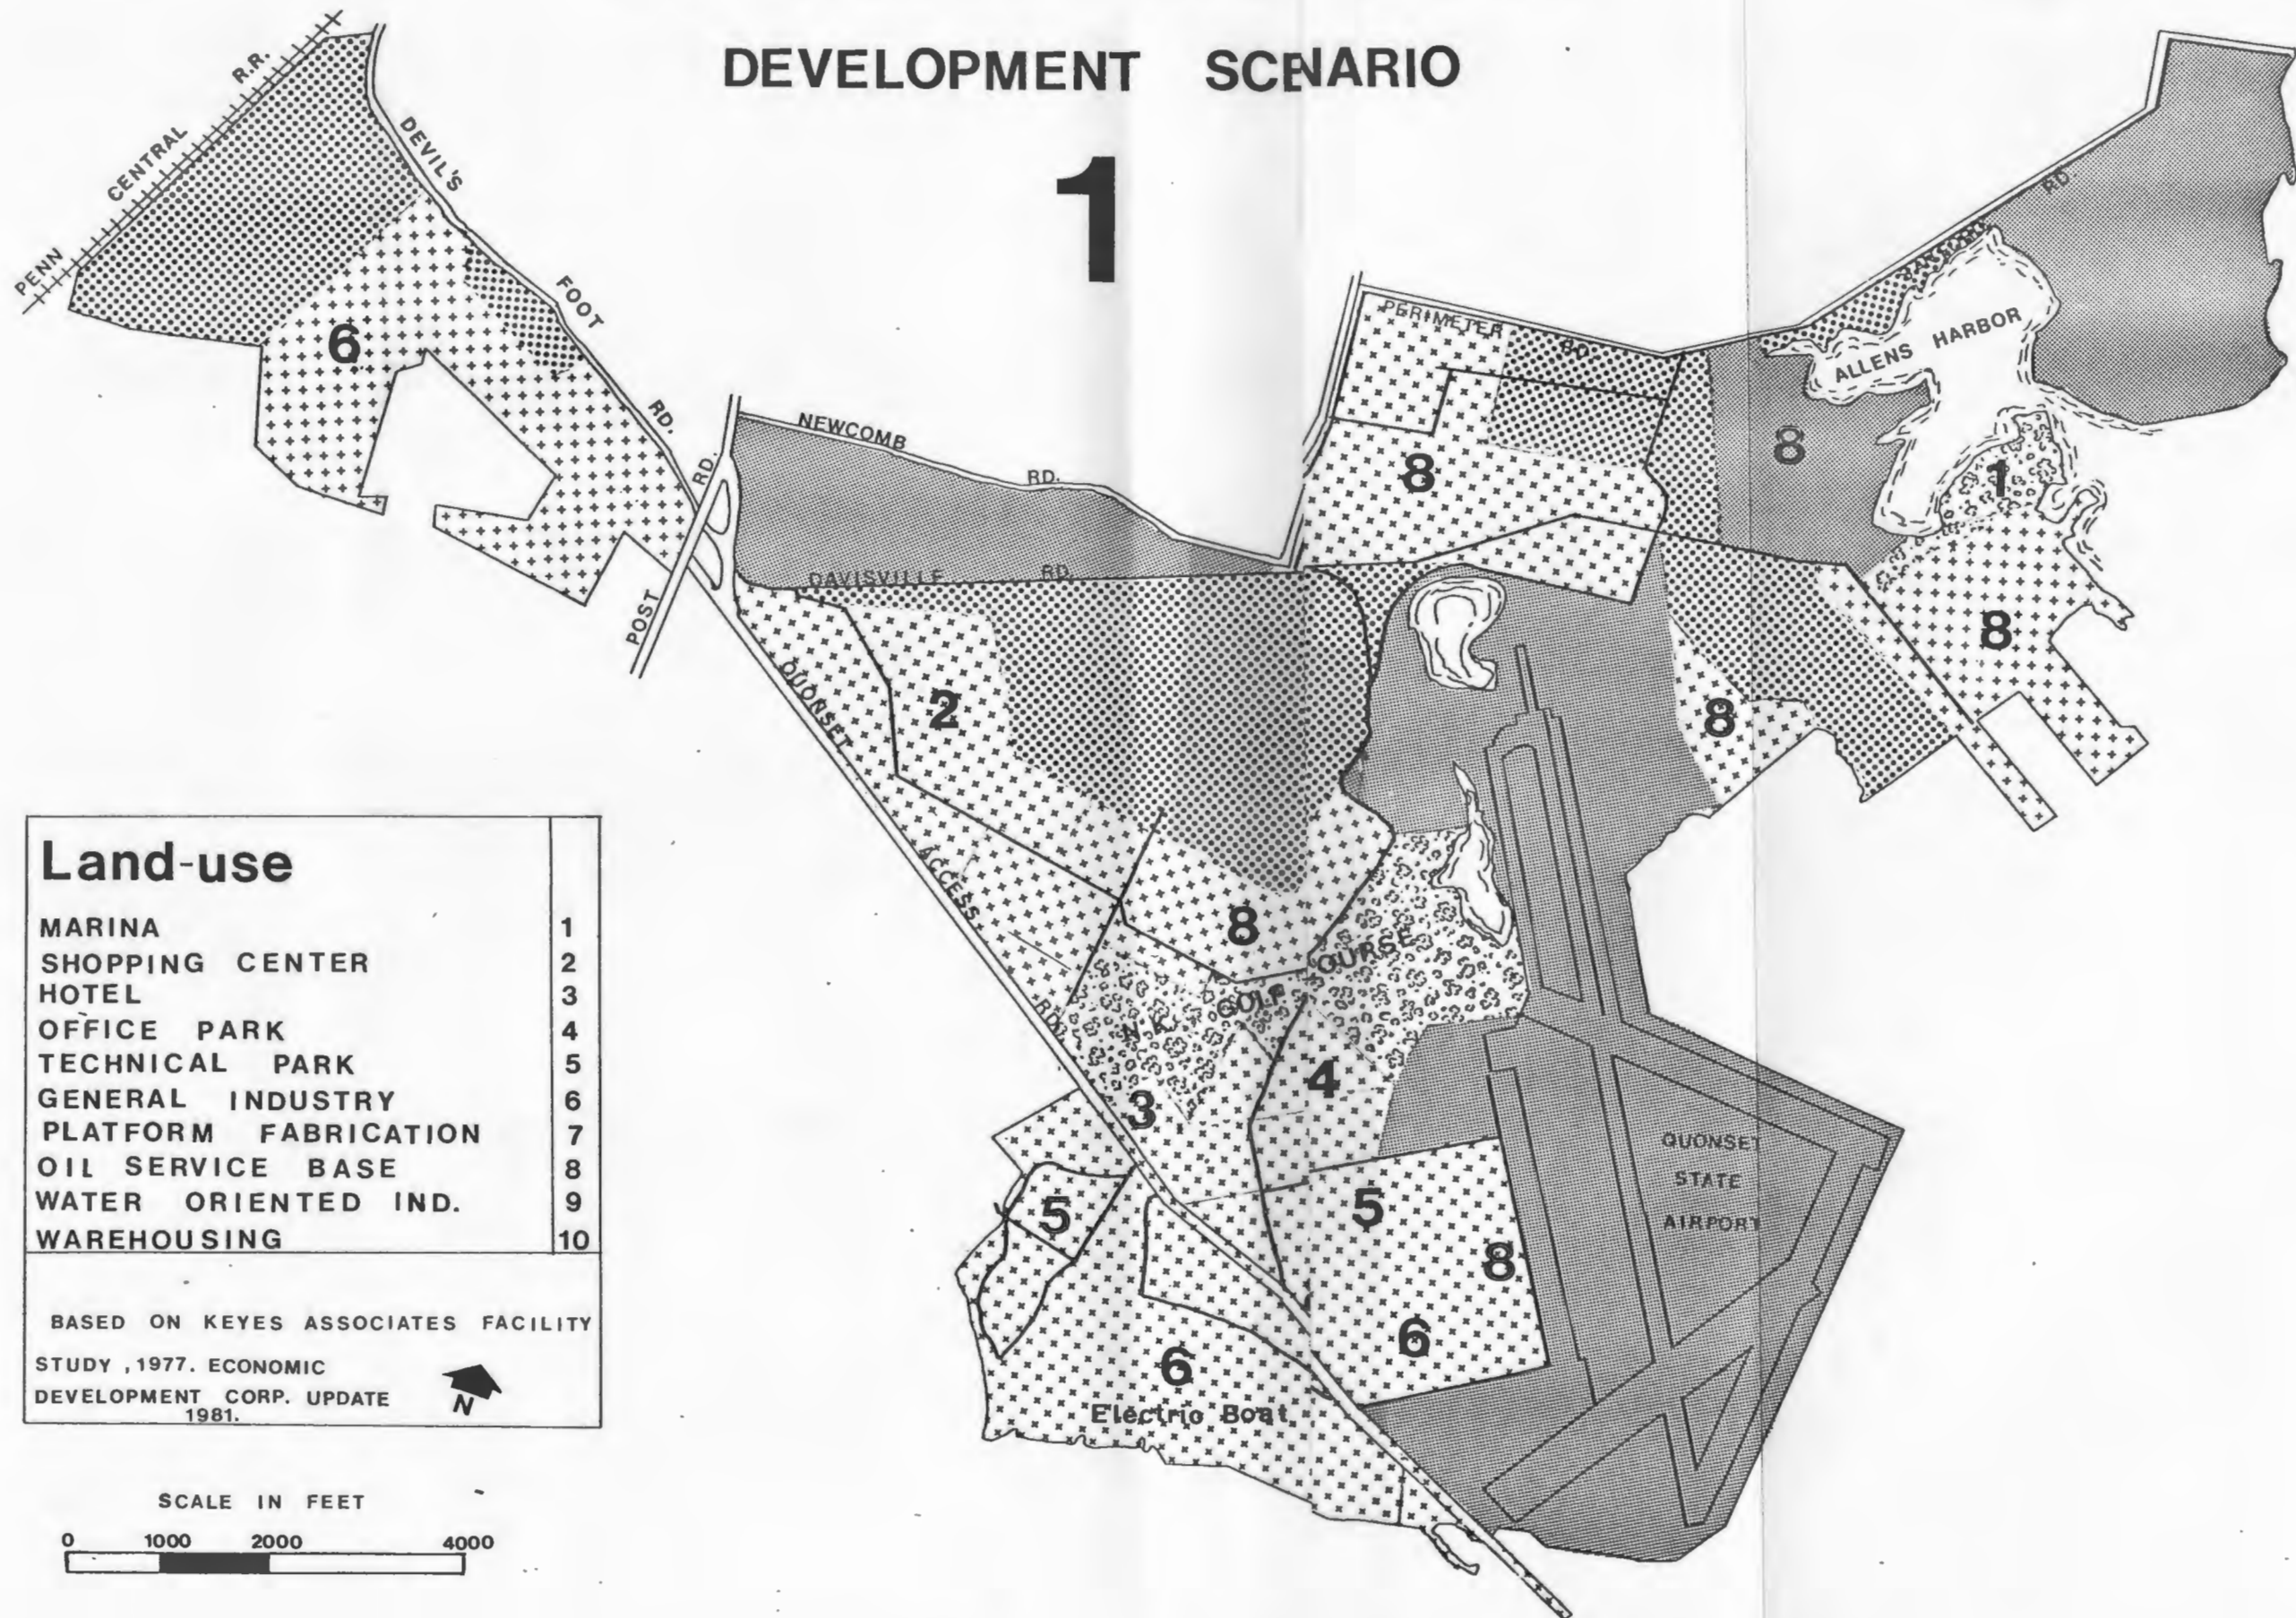 DEVELOPMENT SCENARIO
1
PENN CENTRAL R.R.
DEVIL'S FOOT RD.
6
POST RD.
NEWCOMB RD.
DAVISVILLE RD.
PERIMETER RD.
RD.
ALLENS HARBOR
8
8
1
8
8
2
QUONSET ACCESS RD.
8
N.K. GOLF OURSE
3
4
5
5
8
6
6
Electric Boat
QUONSET
STATE
AIRPORT
Land-use
MARINA 1
SHOPPING CENTER 2
HOTEL 3
OFFICE PARK 4
TECHNICAL PARK 5
GENERAL INDUSTRY 6
PLATFORM FABRICATION 7
OIL SERVICE BASE 8
WATER ORIENTED IND. 9
WAREHOUSING 10
BASED ON KEYES ASSOCIATES FACILITY
STUDY , 1977. ECONOMIC
DEVELOPMENT CORP. UPDATE
1981.
N
SCALE IN FEET
0 1000 2000 4000